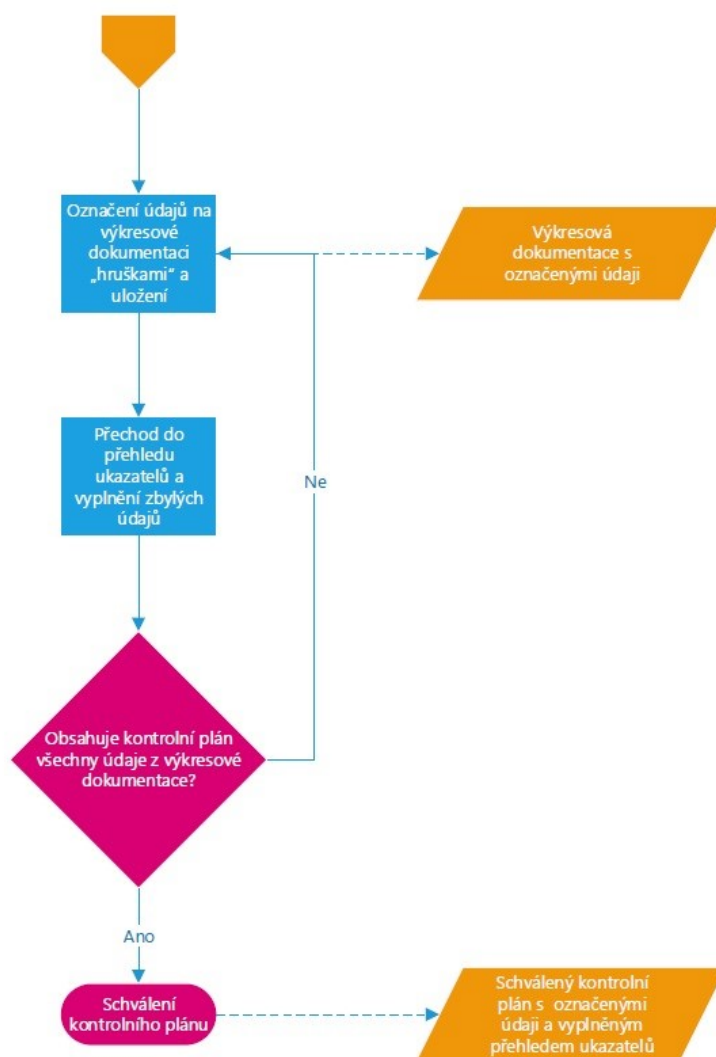 Označení údajů na
výkresové
dokumentaci
„hruškami“ a
uložení
Výkresová
dokumentace s
označenými údaji
Přechod do
přehledu
ukazatelů a
vyplnění zbylých
údajů
Ne
Obsahuje kontrolní plán
všechny údaje z výkresové
dokumentace?
Ano
Schválení
kontrolního plánu
Schválený kontrolní
plán s označenými
údaji a vyplněným
přehledem ukazatelů